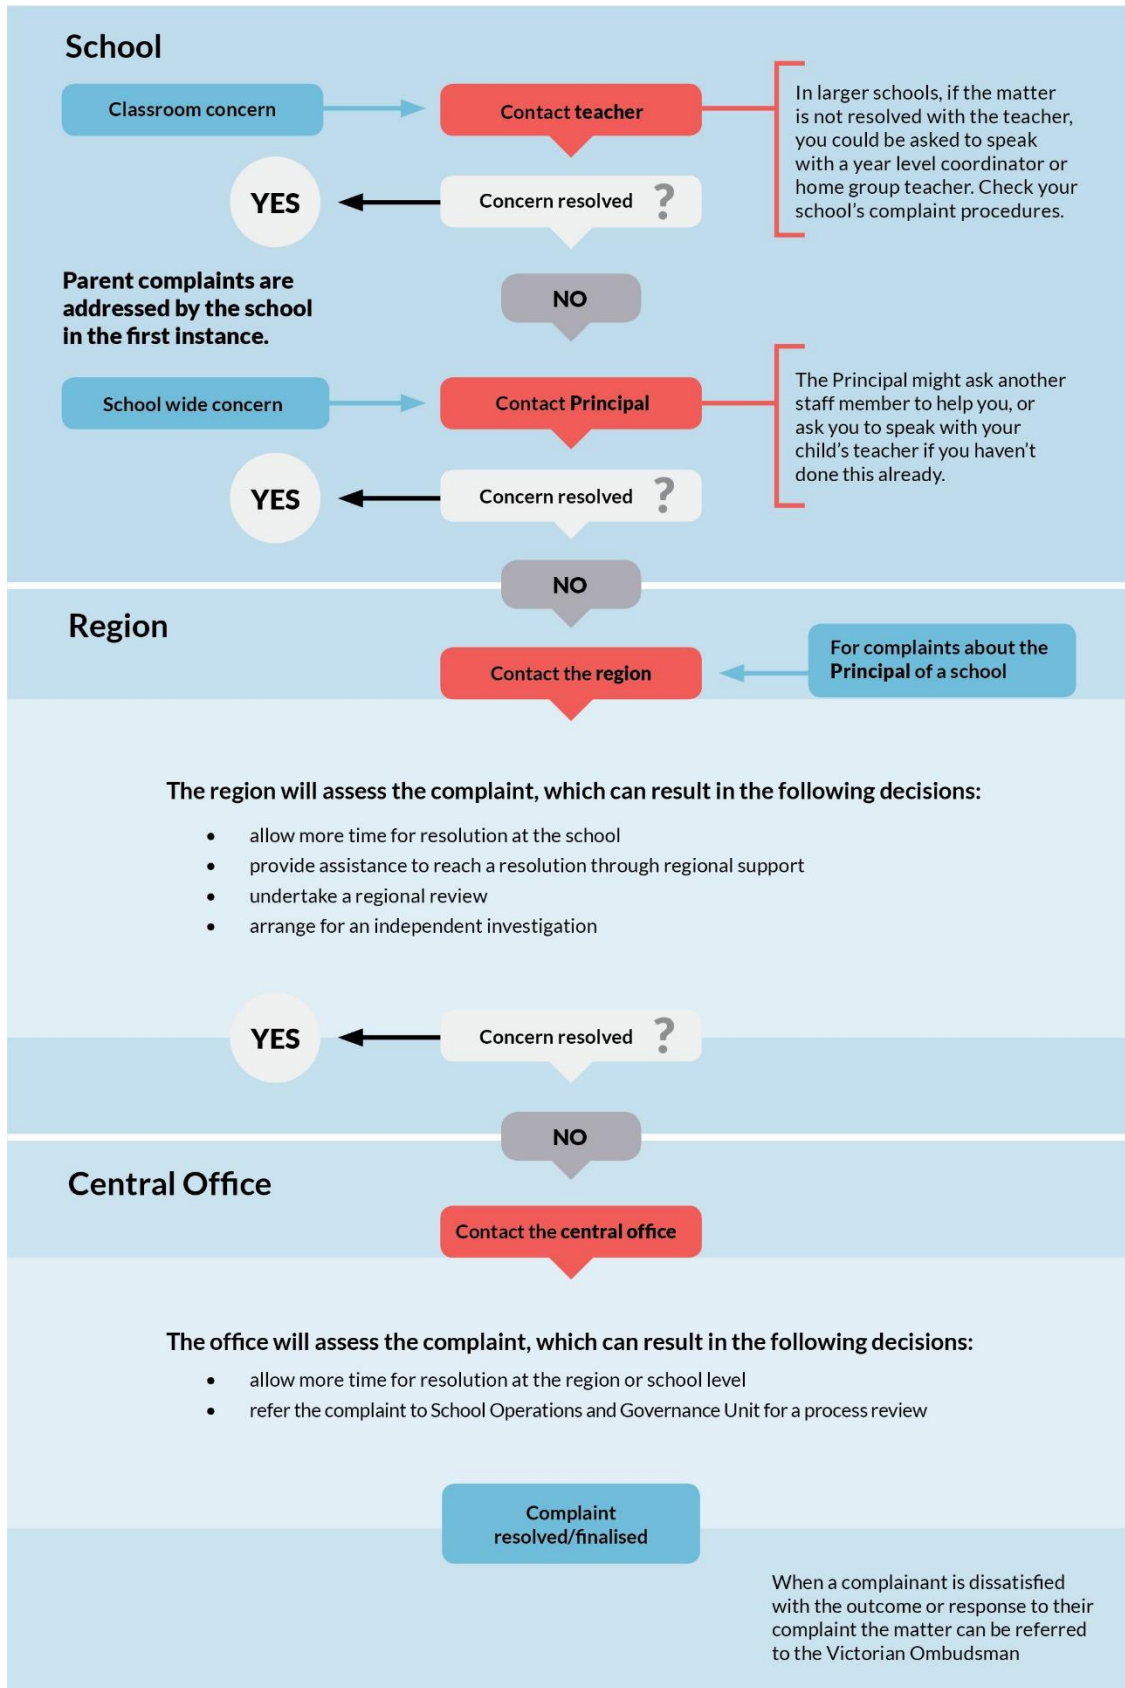 School
Classroom concern
Contact teacher
In larger schools, if the matter
is not resolved with the teacher,
you could be asked to speak
with a year level coordinator or
home group teacher. Check your
school's complaint procedures.
YES
Concern resolved ?
Parent complaints are
addressed by the school
in the first instance.
NO
School wide concern
Contact Principal
The Principal might ask another
staff member to help you, or
ask you to speak with your
child's teacher if you haven't
done this already.
YES
Concern resolved ?
NO
Region
Contact the region
For complaints about the
Principal of a school
The region will assess the complaint, which can result in the following decisions:
• allow more time for resolution at the school
• provide assistance to reach a resolution through regional support
• undertake a regional review
• arrange for an independent investigation
YES
Concern resolved ?
NO
Central Office
Contact the central office
The office will assess the complaint, which can result in the following decisions:
• allow more time for resolution at the region or school level
• refer the complaint to School Operations and Governance Unit for a process review
Complaint
resolved/finalised
When a complainant is dissatisfied
with the outcome or response to their
complaint the matter can be referred
to the Victorian Ombudsman